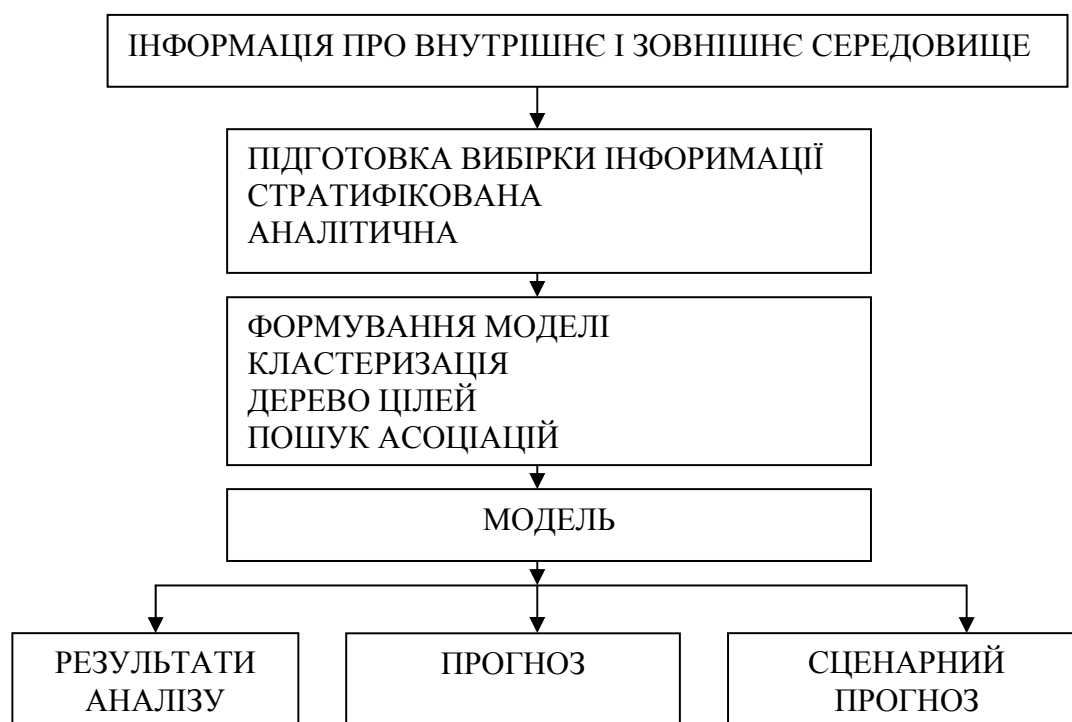 ІНФОРМАЦІЯ ПРО ВНУТРІШНЄ І ЗОВНІШНЄ СЕРЕДОВИЩЕ
ПІДГОТОВКА ВИБІРКИ ІНФОРИМАЦІЇ
СТРАТИФІКОВАНА
АНАЛІТИЧНА
ФОРМУВАННЯ МОДЕЛІ
КЛАСТЕРИЗАЦІЯ
ДЕРЕВО ЦІЛЕЙ
ПОШУК АСОЦІАЦІЙ
МОДЕЛЬ
РЕЗУЛЬТАТИ
АНАЛІЗУ
ПРОГНОЗ
СЦЕНАРНИЙ
ПРОГНОЗ